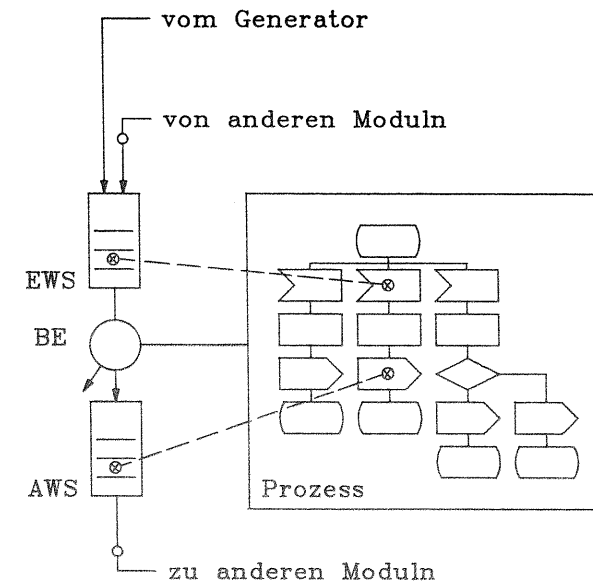 vom Generator
von anderen Moduln
EWS
BE
AWS
Prozess
zu anderen Moduln